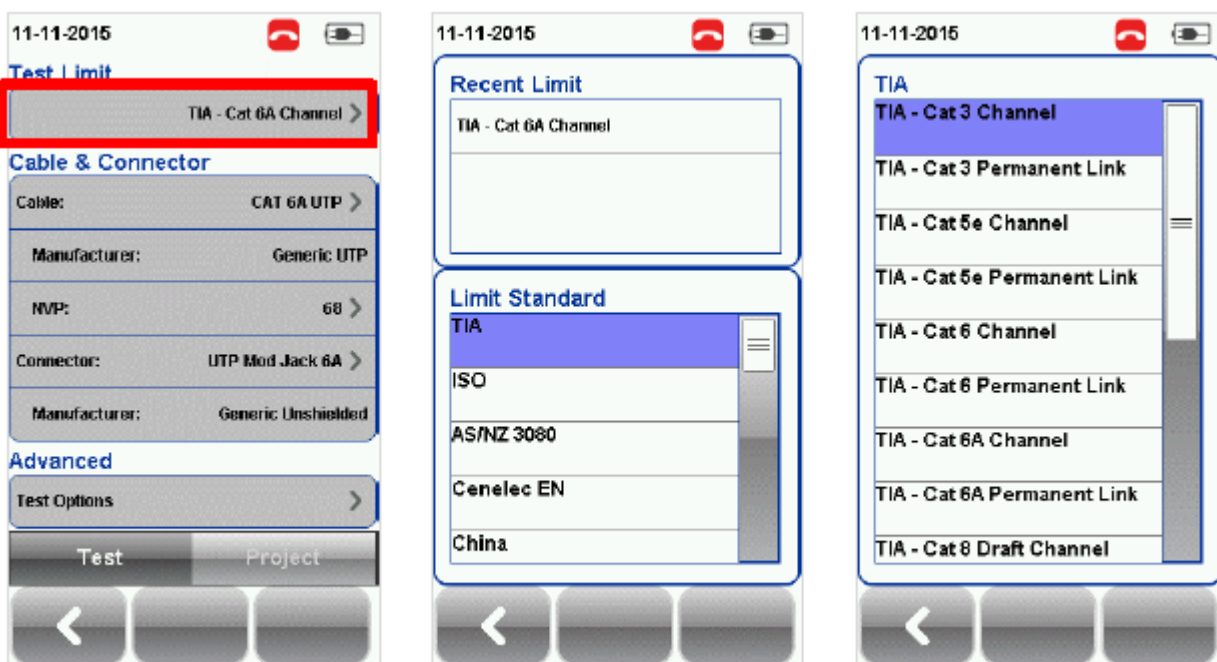 11-11-2015
Test Limit
TIA - Cat 6A Channel
Cable & Connector
Cable: CAT 6A UTP
Manufacturer: Generic UTP
NVP: 68
Connector: UTP Mod Jack 6A
Manufacturer: Generic Unshielded
Advanced
Test Options
Test Project
11-11-2015
Recent Limit
TIA - Cat 6A Channel
Limit Standard
TIA
ISO
AS/NZ 3080
Cenelec EN
China
11-11-2015
TIA
TIA - Cat 3 Channel
TIA - Cat 3 Permanent Link
TIA - Cat 5e Channel
TIA - Cat 5e Permanent Link
TIA - Cat 6 Channel
TIA - Cat 6 Permanent Link
TIA - Cat 6A Channel
TIA - Cat 6A Permanent Link
TIA - Cat 8 Draft Channel